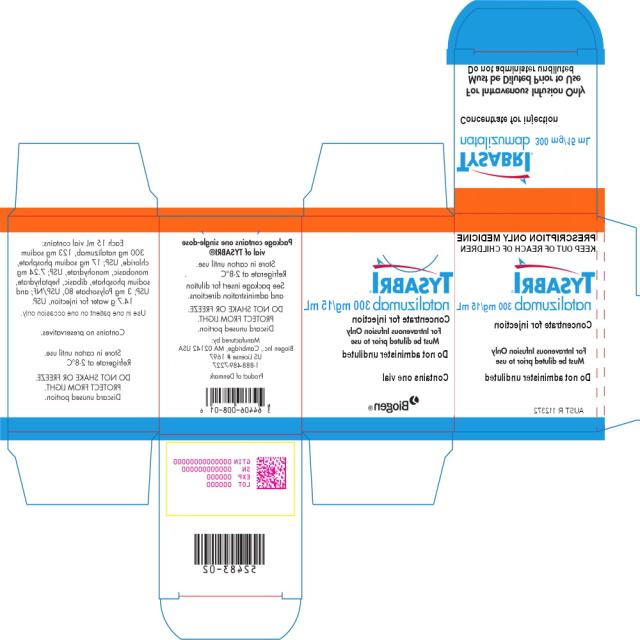 Do not administer undiluted
Must be Diluted Prior to Use
For Intravenous Infusion Only
Concentrate for injection
300 mg/15 mL
natalizumab
TYSABRI
Each 15 mL vial contains:
300 mg natalizumab, 123 mg sodium
chloride, USP; 17 mg sodium phosphate,
monobasic, monohydrate, USP; 7.24 mg
sodium phosphate, dibasic, heptahydrate,
USP; 3 mg Polysorbate 80, USP/NF; and
14.7 g water for injection, USP.
Use in one patient on one occasion only.
Contains no preservatives.
Store in carton until use.
Refrigerate at 2-8°C
DO NOT SHAKE OR FREEZE.
PROTECT FROM LIGHT.
Discard unused portion.
Package contains one single-dose
vial of TYSABRI®
Store in carton until use.
Refrigerate at 2-8°C
See package insert for dilution
and administration directions.
DO NOT SHAKE OR FREEZE.
PROTECT FROM LIGHT.
Discard unused portion.
Manufactured by:
Biogen Inc., Cambridge, MA 02142 USA
US License # 1697
1-888-489-7227
Product of Denmark
3 64406-008-01 6
TYSABRI
natalizumab 300 mg/15 mL
Concentrate for injection
For Intravenous Infusion Only
Must be diluted prior to use
Do not administer undiluted
Contains one vial
Biogen®
PRESCRIPTION ONLY MEDICINE
KEEP OUT OF REACH OF CHILDREN
TYSABRI
natalizumab 300 mg/15 mL
Concentrate for injection
For Intravenous Infusion Only
Must be diluted prior to use
Do not administer undiluted
AUST R 112372
GTIN 00000000000000
SN 000000000000
EXP 000000
LOT 000000
52483-02